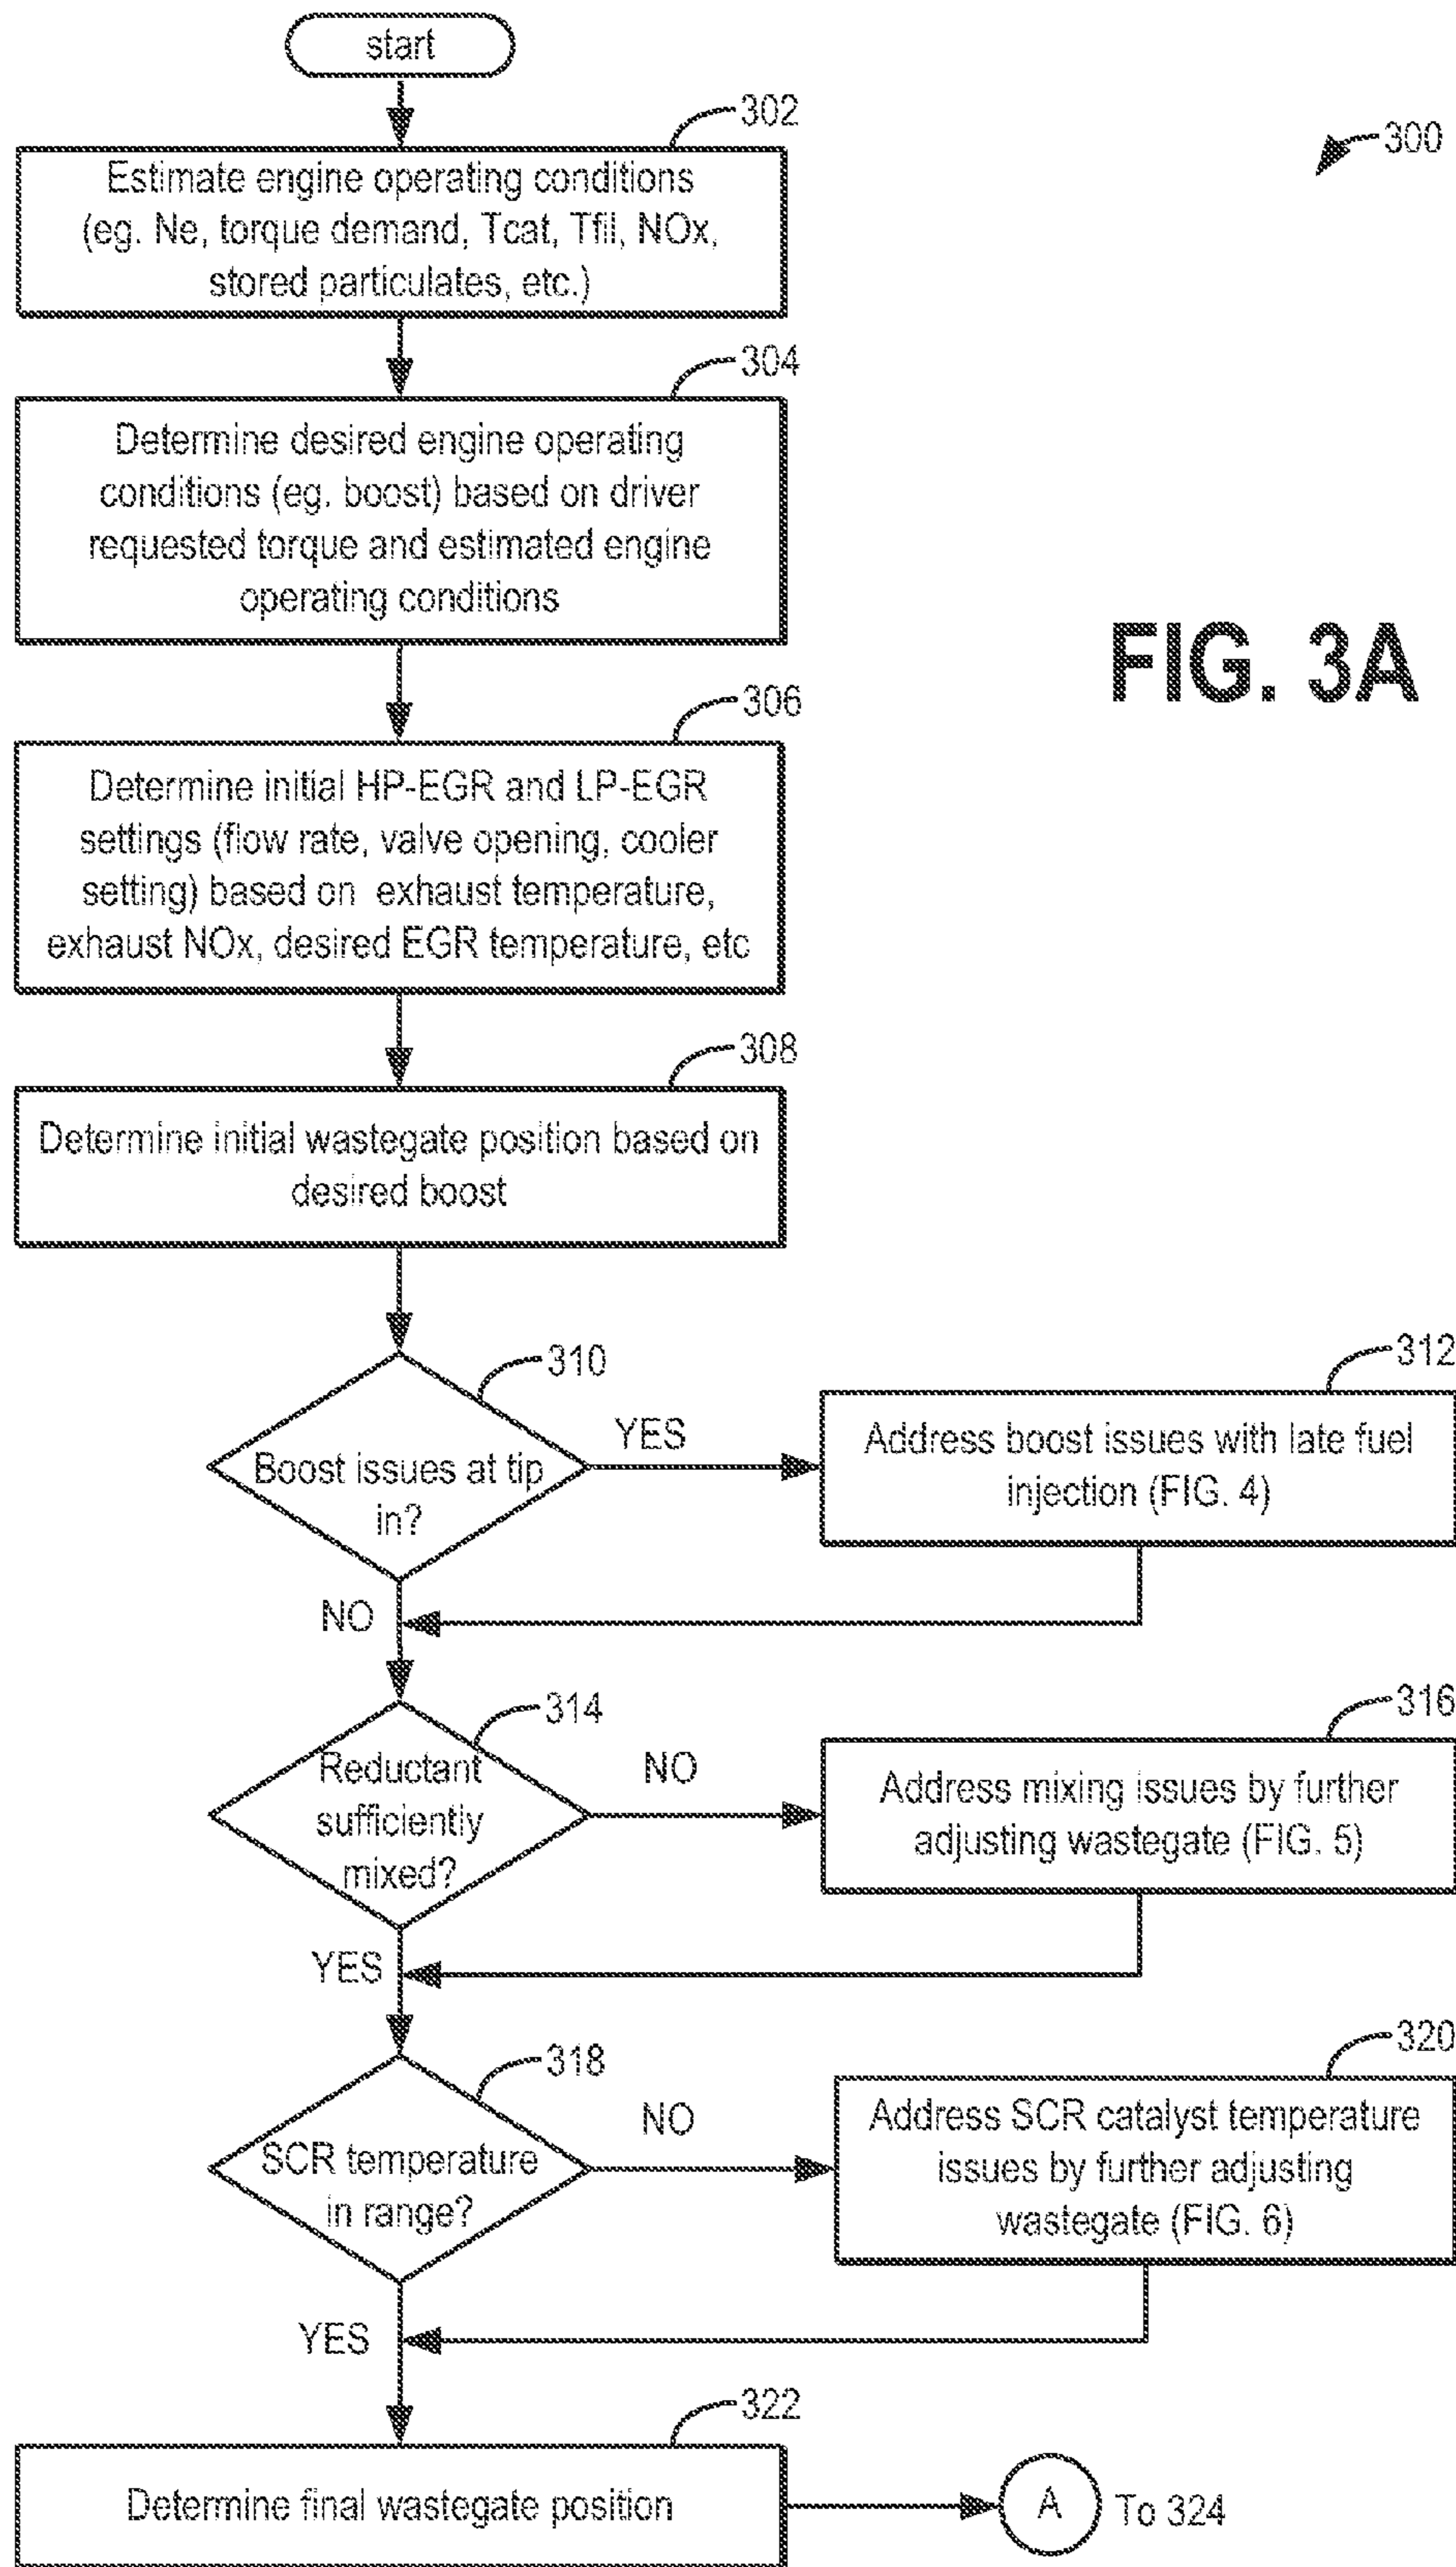 start
302
300
Estimate engine operating conditions
(eg. Ne, torque demand, Tcat, Tfil, NOx,
stored particulates, etc.)
304
Determine desired engine operating
conditions (eg. boost) based on driver
requested torque and estimated engine
operating conditions
FIG. 3A
306
Determine initial HP-EGR and LP-EGR
settings (flow rate, valve opening, cooler
setting) based on exhaust temperature,
exhaust NOx, desired EGR temperature, etc
308
Determine initial wastegate position based on
desired boost
310
Boost issues at tip
in?
YES
312
Address boost issues with late fuel
injection (FIG. 4)
NO
314
Reductant
sufficiently
mixed?
NO
316
Address mixing issues by further
adjusting wastegate (FIG. 5)
YES
318
SCR temperature
in range?
NO
320
Address SCR catalyst temperature
issues by further adjusting
wastegate (FIG. 6)
YES
322
Determine final wastegate position
A
To 324